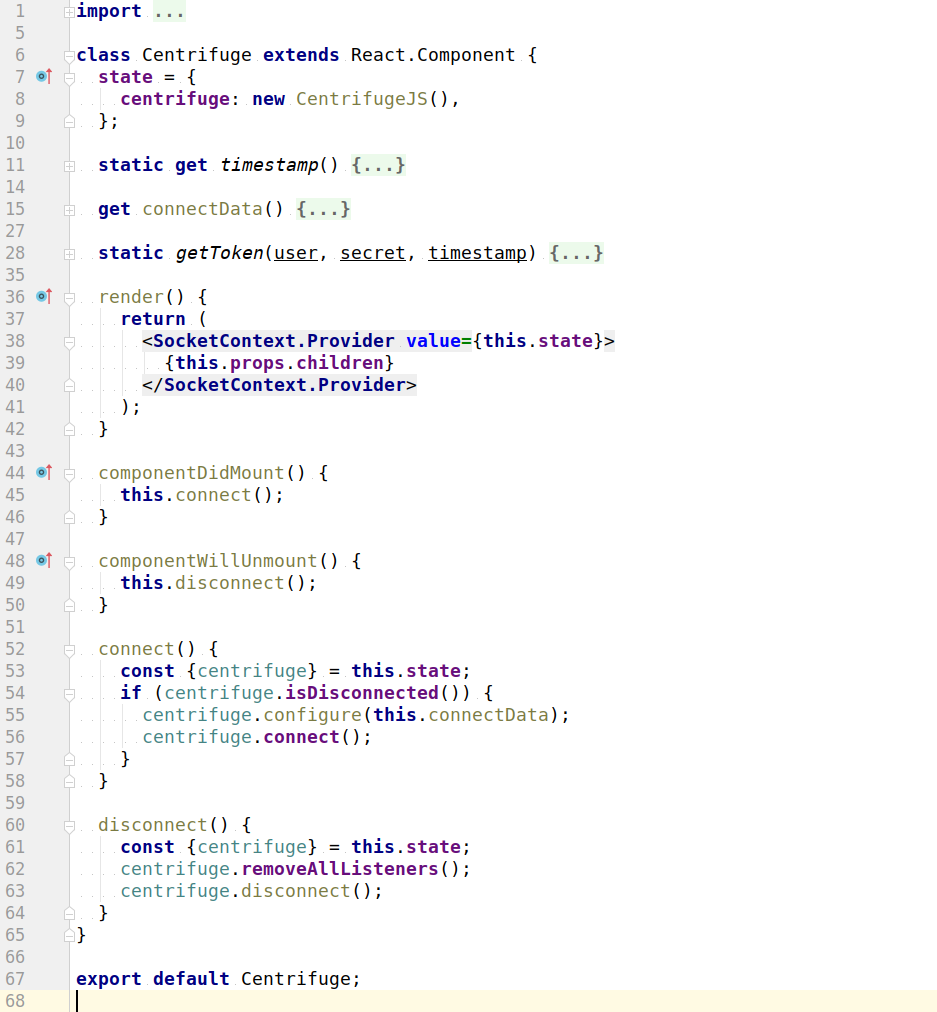 1 import ...
5
6 class Centrifuge extends React.Component {
7   state = {
8     centrifuge: new CentrifugeJS(),
9   };
10
11   static get timestamp() {...}
14
15   get connectData() {...}
27
28   static getToken(user, secret, timestamp) {...}
35
36   render() {
37     return (
38       <SocketContext.Provider value={this.state}>
39         {this.props.children}
40       </SocketContext.Provider>
41     );
42   }
43
44   componentDidMount() {
45     this.connect();
46   }
47
48   componentWillUnmount() {
49     this.disconnect();
50   }
51
52   connect() {
53     const {centrifuge} = this.state;
54     if (centrifuge.isDisconnected()) {
55       centrifuge.configure(this.connectData);
56       centrifuge.connect();
57     }
58   }
59
60   disconnect() {
61     const {centrifuge} = this.state;
62     centrifuge.removeAllListeners();
63     centrifuge.disconnect();
64   }
65 }
66
67 export default Centrifuge;
68